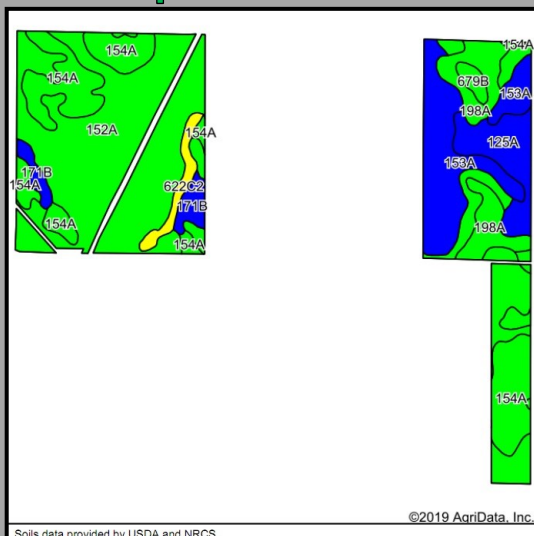 154A
154A
154A
679B
153A
198A
152A
154A
125A
153A
171B
154A
622C2
171B
154A
198A
154A
154A
©2019 AgriData, Inc.
Soils data provided by USDA and NRCS